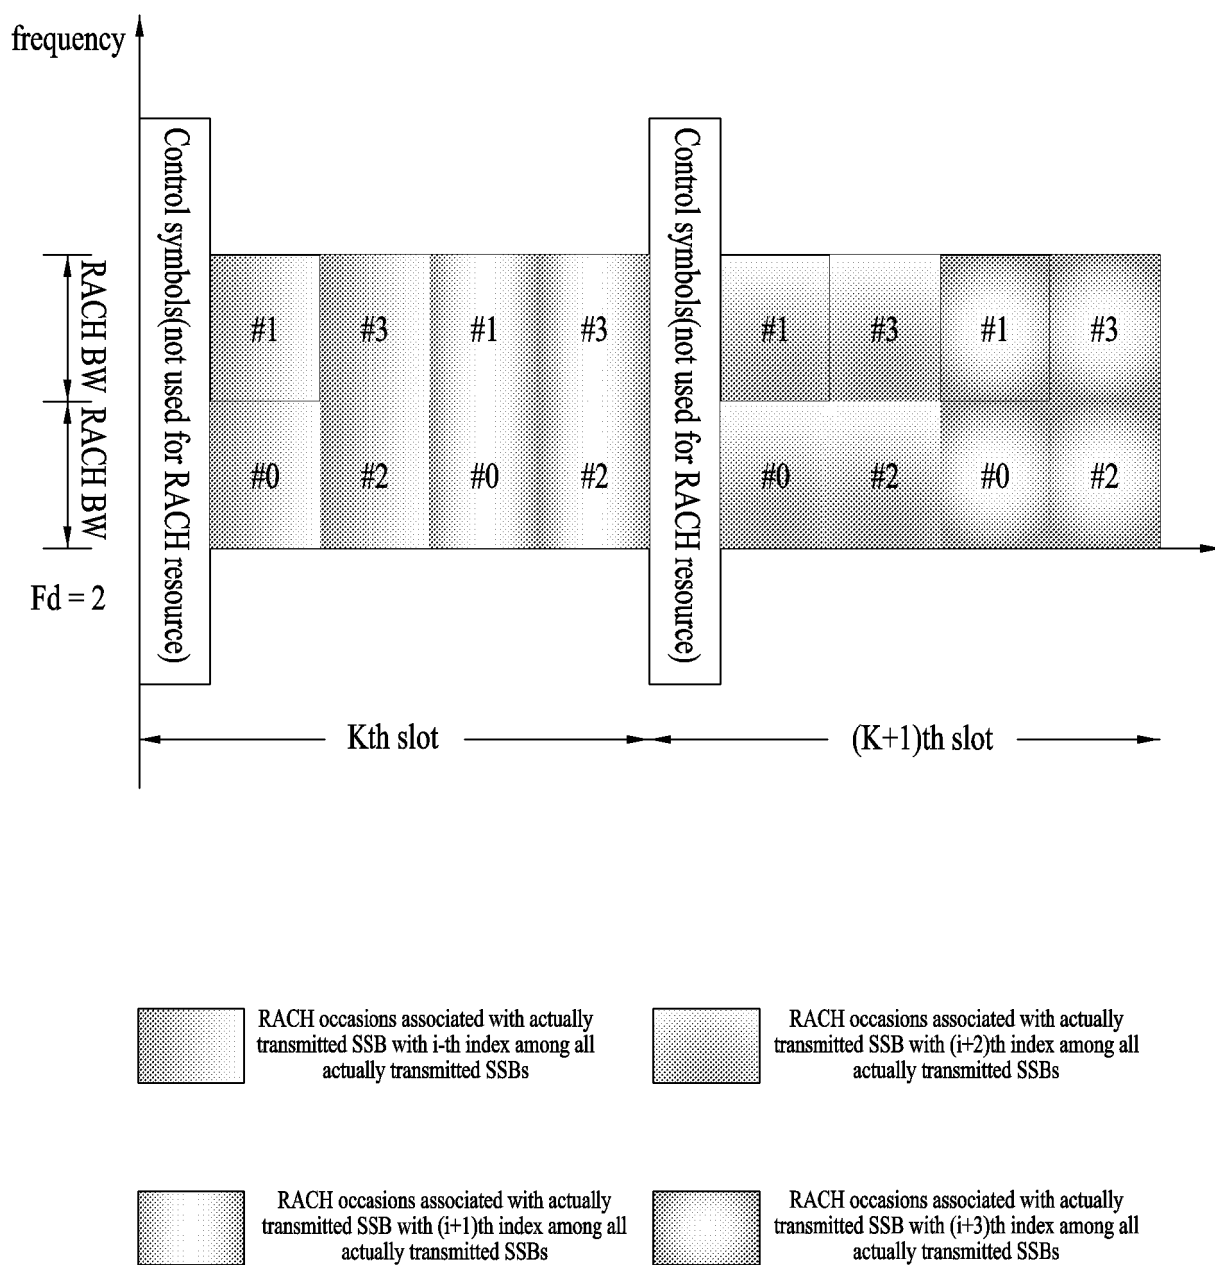 frequency
Control symbols(not used for RACH resource)
Control symbols(not used for RACH resource)
RACH BW
RACH BW
#1 #3 #1 #3 #1 #3 #1 #3
#0 #2 #0 #2 #0 #2 #0 #2
Fd = 2
Kth slot
(K+1)th slot
RACH occasions associated with actually
transmitted SSB with i-th index among all
actually transmitted SSBs
RACH occasions associated with actually
transmitted SSB with (i+2)th index among all
actually transmitted SSBs
RACH occasions associated with actually
transmitted SSB with (i+1)th index among all
actually transmitted SSBs
RACH occasions associated with actually
transmitted SSB with (i+3)th index among all
actually transmitted SSBs